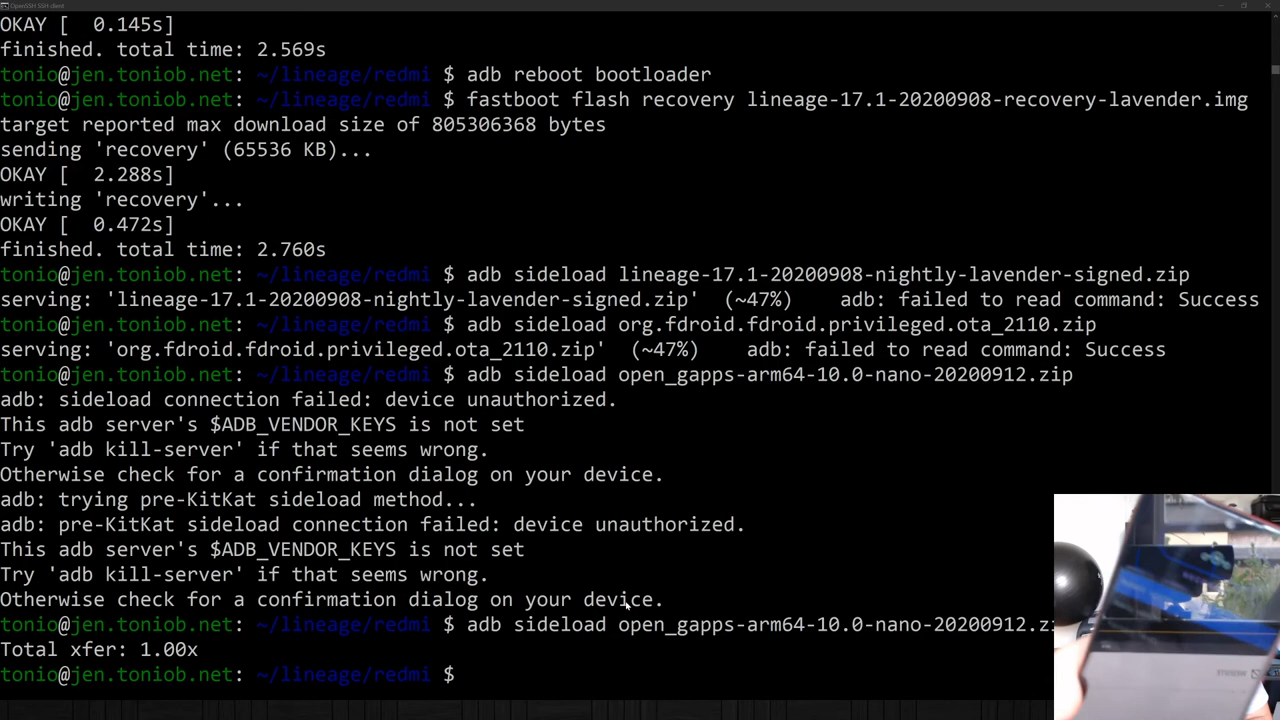 OpenSSH SSH client
OKAY [  0.145s]
finished. total time: 2.569s
tonio@jen.toniob.net: ~/lineage/redmi $ adb reboot bootloader
tonio@jen.toniob.net: ~/lineage/redmi $ fastboot flash recovery lineage-17.1-20200908-recovery-lavender.img
target reported max download size of 805306368 bytes
sending 'recovery' (65536 KB)...
OKAY [  2.288s]
writing 'recovery'...
OKAY [  0.472s]
finished. total time: 2.760s
tonio@jen.toniob.net: ~/lineage/redmi $ adb sideload lineage-17.1-20200908-nightly-lavender-signed.zip
serving: 'lineage-17.1-20200908-nightly-lavender-signed.zip'  (~47%)    adb: failed to read command: Success
tonio@jen.toniob.net: ~/lineage/redmi $ adb sideload org.fdroid.fdroid.privileged.ota_2110.zip
serving: 'org.fdroid.fdroid.privileged.ota_2110.zip'  (~47%)    adb: failed to read command: Success
tonio@jen.toniob.net: ~/lineage/redmi $ adb sideload open_gapps-arm64-10.0-nano-20200912.zip
adb: sideload connection failed: device unauthorized.
This adb server's $ADB_VENDOR_KEYS is not set
Try 'adb kill-server' if that seems wrong.
Otherwise check for a confirmation dialog on your device.
adb: trying pre-KitKat sideload method...
adb: pre-KitKat sideload connection failed: device unauthorized.
This adb server's $ADB_VENDOR_KEYS is not set
Try 'adb kill-server' if that seems wrong.
Otherwise check for a confirmation dialog on your device.
tonio@jen.toniob.net: ~/lineage/redmi $ adb sideload open_gapps-arm64-10.0-nano-20200912.z
Total xfer: 1.00x
tonio@jen.toniob.net: ~/lineage/redmi $